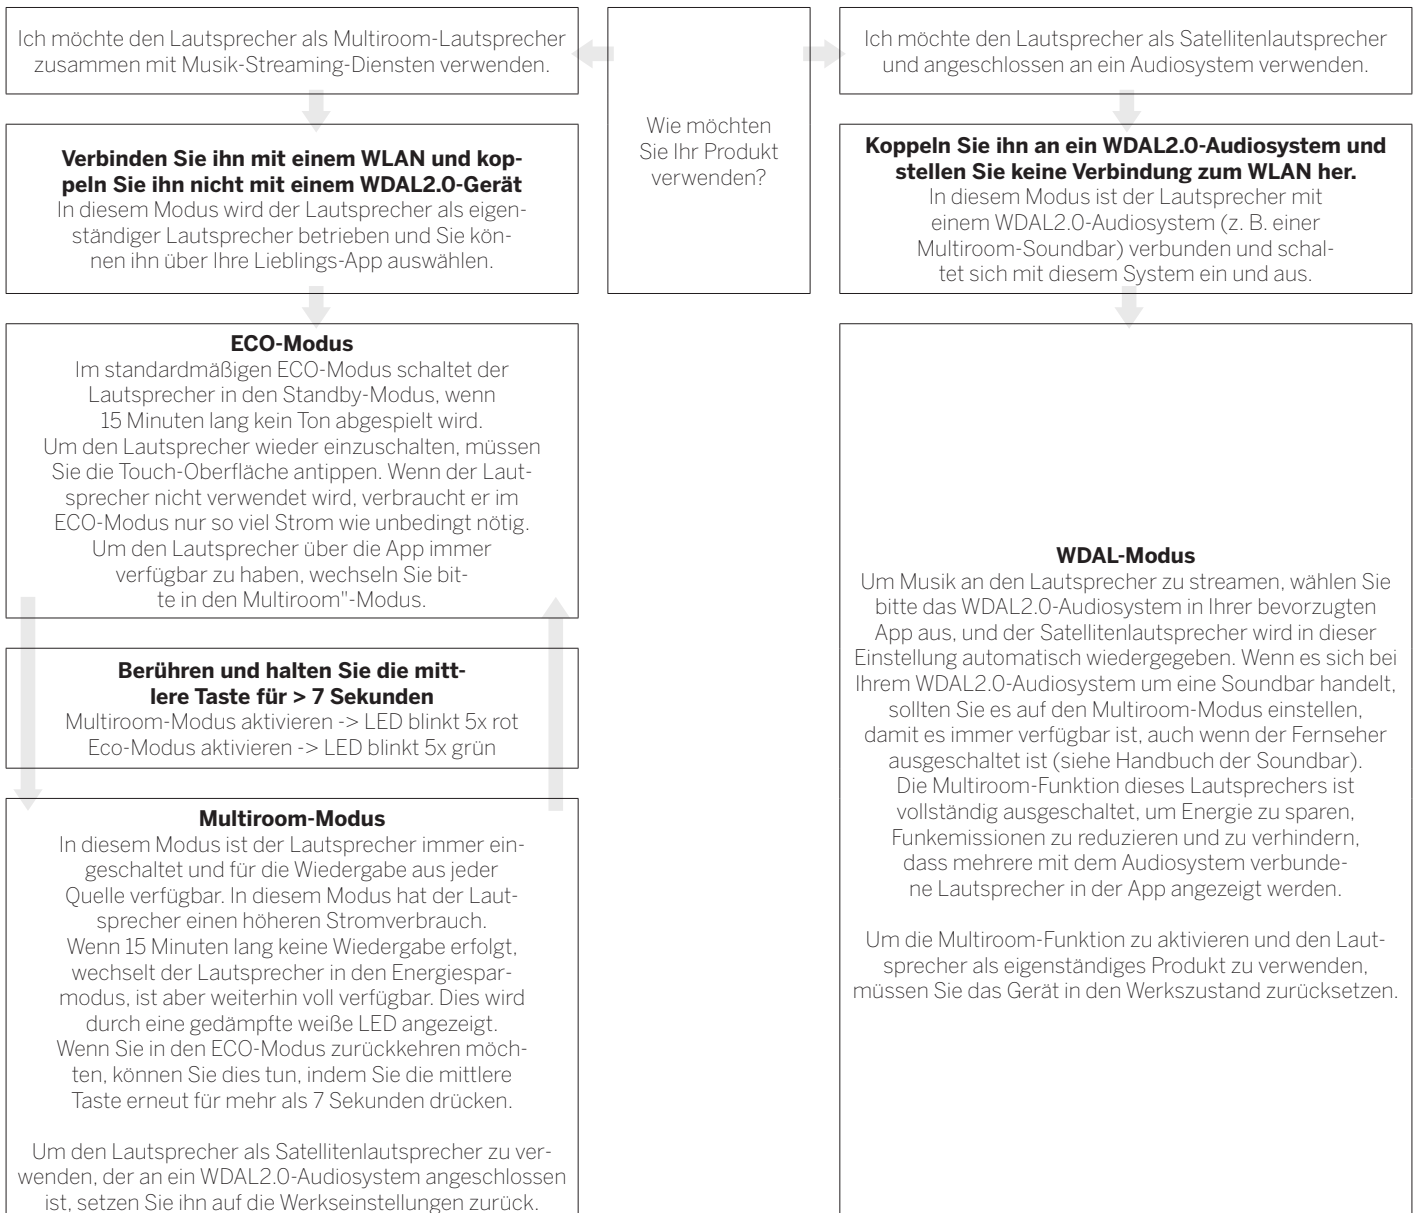 Ich möchte den Lautsprecher als Multiroom-Lautsprecher
zusammen mit Musik-Streaming-Diensten verwenden.
Verbinden Sie ihn mit einem WLAN und kop-
peln Sie ihn nicht mit einem WDAL2.0-Gerät
In diesem Modus wird der Lautsprecher als eigen-
ständiger Lautsprecher betrieben und Sie kön-
nen ihn über Ihre Lieblings-App auswählen.
Wie möchten
Sie Ihr Produkt
verwenden?
Ich möchte den Lautsprecher als Satellitenlautsprecher
und angeschlossen an ein Audiosystem verwenden.
Koppeln Sie ihn an ein WDAL2.0-Audiosystem und
stellen Sie keine Verbindung zum WLAN her.
In diesem Modus ist der Lautsprecher mit
einem WDAL2.0-Audiosystem (z. B. einer
Multiroom-Soundbar) verbunden und schal-
tet sich mit diesem System ein und aus.
ECO-Modus
Im standardmäßigen ECO-Modus schaltet der
Lautsprecher in den Standby-Modus, wenn
15 Minuten lang kein Ton abgespielt wird.
Um den Lautsprecher wieder einzuschalten, müssen
Sie die Touch-Oberfläche antippen. Wenn der Laut-
sprecher nicht verwendet wird, verbraucht er im
ECO-Modus nur so viel Strom wie unbedingt nötig.
Um den Lautsprecher über die App immer
verfügbar zu haben, wechseln Sie bit-
te in den Multiroom"-Modus.
Berühren und halten Sie die mitt-
lere Taste für > 7 Sekunden
Multiroom-Modus aktivieren -> LED blinkt 5x rot
Eco-Modus aktivieren -> LED blinkt 5x grün
Multiroom-Modus
In diesem Modus ist der Lautsprecher immer ein-
geschaltet und für die Wiedergabe aus jeder
Quelle verfügbar. In diesem Modus hat der Laut-
sprecher einen höheren Stromverbrauch.
Wenn 15 Minuten lang keine Wiedergabe erfolgt,
wechselt der Lautsprecher in den Energiespar-
modus, ist aber weiterhin voll verfügbar. Dies wird
durch eine gedämpfte weiße LED angezeigt.
Wenn Sie in den ECO-Modus zurückkehren möch-
ten, können Sie dies tun, indem Sie die mittlere
Taste erneut für mehr als 7 Sekunden drücken.
Um den Lautsprecher als Satellitenlautsprecher zu ver-
wenden, der an ein WDAL2.0-Audiosystem angeschlossen
ist, setzen Sie ihn auf die Werkseinstellungen zurück.
WDAL-Modus
Um Musik an den Lautsprecher zu streamen, wählen Sie
bitte das WDAL2.0-Audiosystem in Ihrer bevorzugten
App aus, und der Satellitenlautsprecher wird in dieser
Einstellung automatisch wiedergegeben. Wenn es sich bei
Ihrem WDAL2.0-Audiosystem um eine Soundbar handelt,
sollten Sie es auf den Multiroom-Modus einstellen,
damit es immer verfügbar ist, auch wenn der Fernseher
ausgeschaltet ist (siehe Handbuch der Soundbar).
Die Multiroom-Funktion dieses Lautsprechers ist
vollständig ausgeschaltet, um Energie zu sparen,
Funkemissionen zu reduzieren und zu verhindern,
dass mehrere mit dem Audiosystem verbunde-
ne Lautsprecher in der App angezeigt werden.
Um die Multiroom-Funktion zu aktivieren und den Laut-
sprecher als eigenständiges Produkt zu verwenden,
müssen Sie das Gerät in den Werkszustand zurücksetzen.